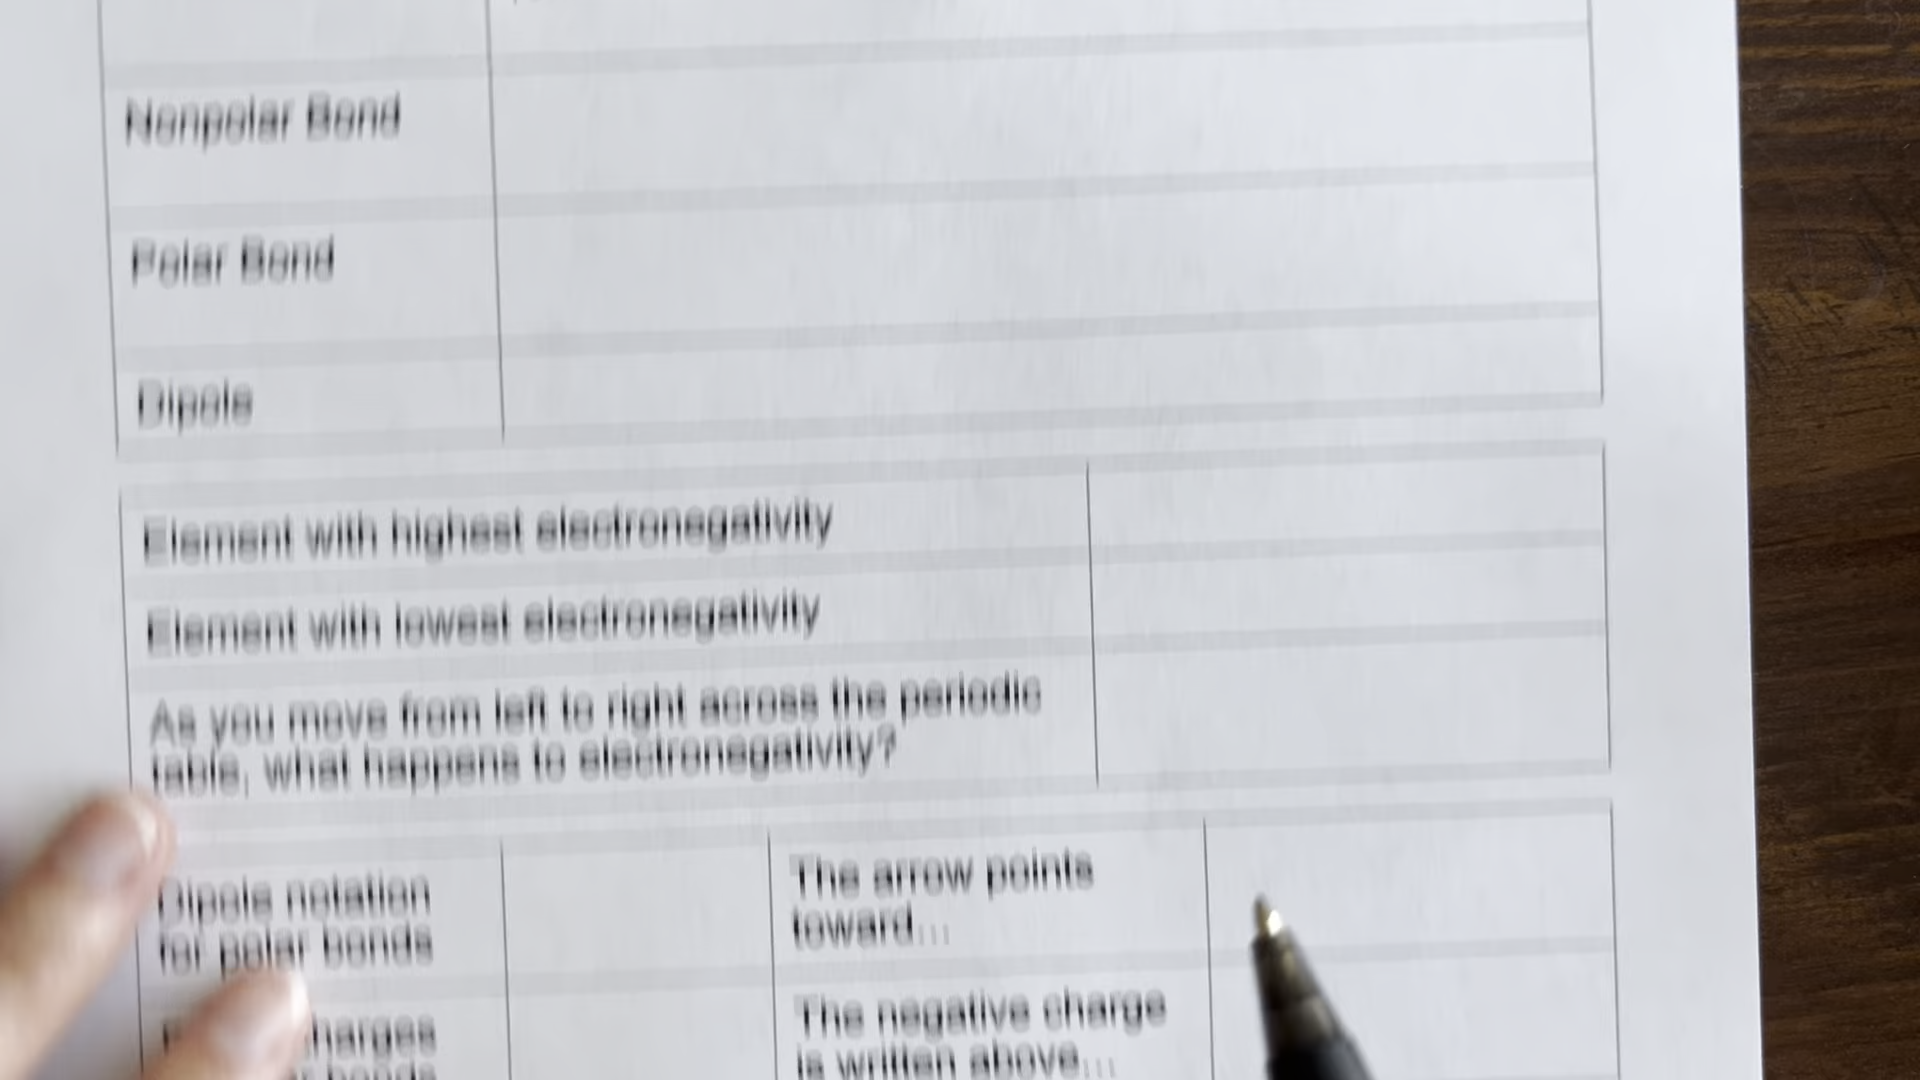 Nonpolar Bond
Polar Bond
Dipole
Element with highest electronegativity
Element with lowest electronegativity
As you move from left to right across the periodic
table, what happens to electronegativity?
Dipole notation
for polar bonds
The arrow points
toward...
charges
bonds
The negative charge
is written above...